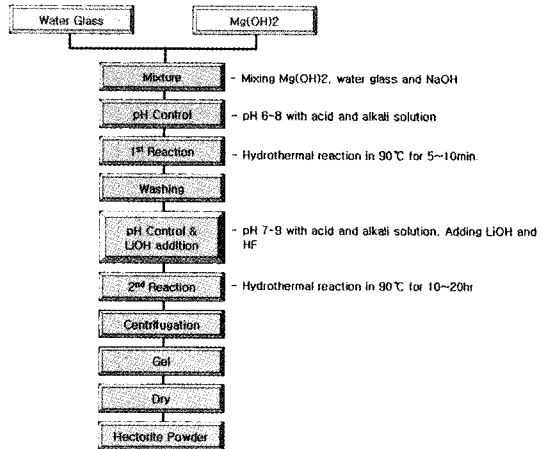 Water Glass
Mg(OH)2
Mixture
- Mixing Mg(OH)2, water glass and NaOH
pH Control
- pH 6~8 with acid and alkali solution
1st Reaction
- Hydrothermal reaction in 90℃ for 5~10min.
Washing
pH Control &
LiOH addition
- pH 7~9 with acid and alkali solution. Adding LiOH and
HF
2nd Reaction
- Hydrothermal reaction in 90℃ for 10~20hr
Centrifugation
Gel
Dry
Hectorite Powder